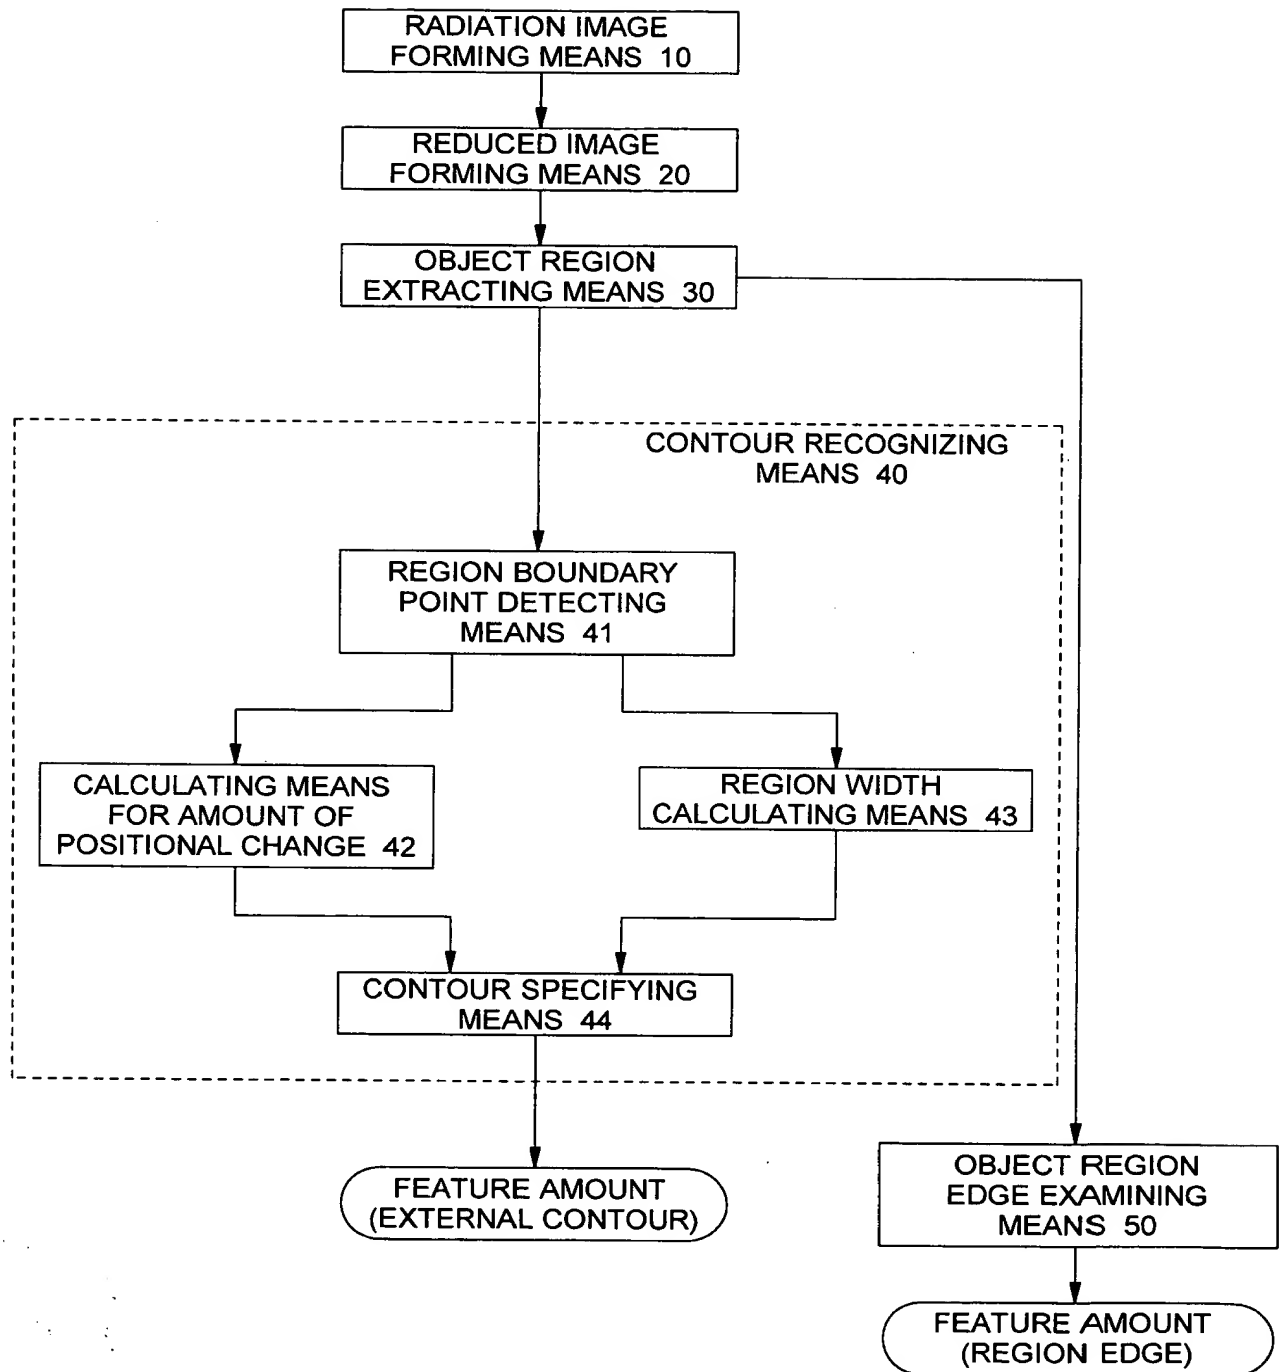 RADIATION IMAGE
FORMING MEANS 10
REDUCED IMAGE
FORMING MEANS 20
OBJECT REGION
EXTRACTING MEANS 30
CONTOUR RECOGNIZING
MEANS 40
REGION BOUNDARY
POINT DETECTING
MEANS 41
CALCULATING MEANS
FOR AMOUNT OF
POSITIONAL CHANGE 42
REGION WIDTH
CALCULATING MEANS 43
CONTOUR SPECIFYING
MEANS 44
FEATURE AMOUNT
(EXTERNAL CONTOUR)
OBJECT REGION
EDGE EXAMINING
MEANS 50
FEATURE AMOUNT
(REGION EDGE)